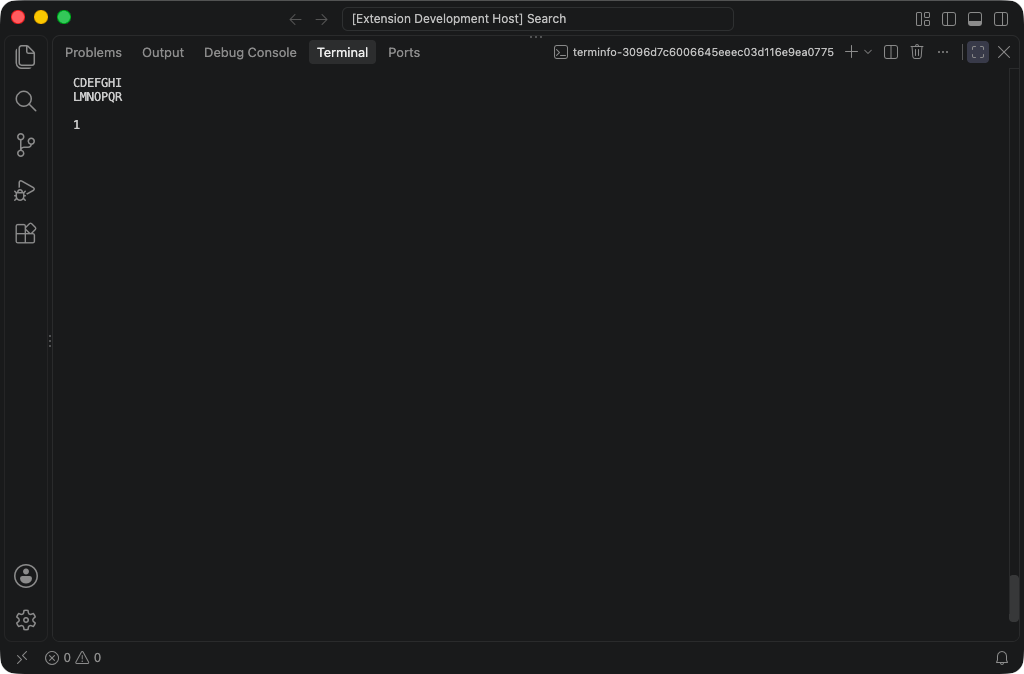 [Extension Development Host] Search
Problems Output Debug Console Terminal Ports terminfo-3096d7c6006645eeec03d116e9ea0775
CDEFGHI
LMNOPQR
1
0 0